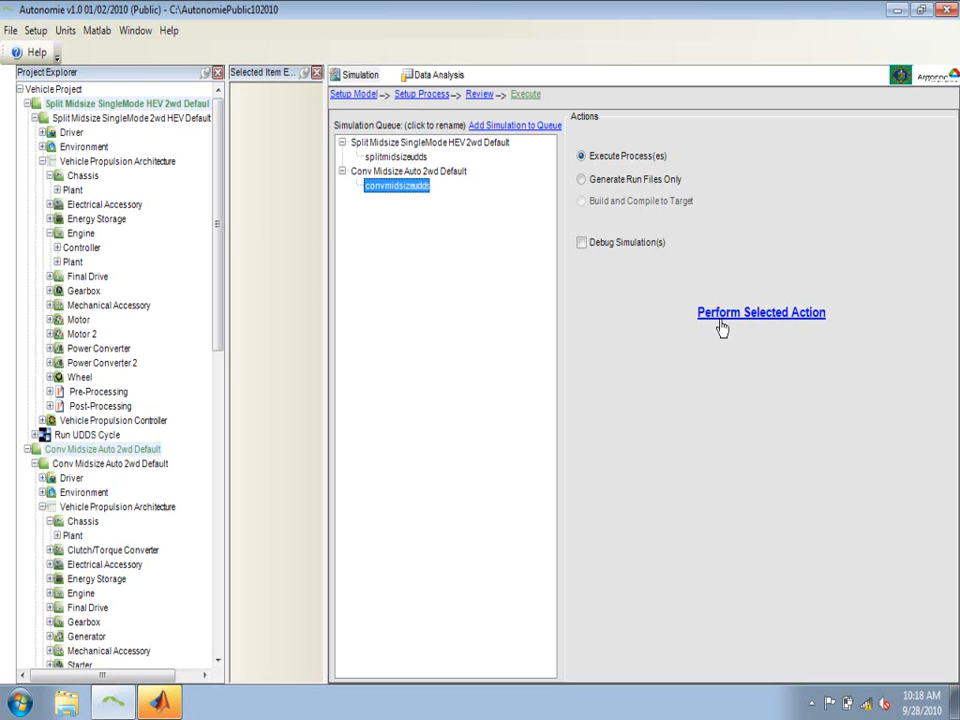 Autonomie v1.0 01/02/2010 (Public) - C:\AutonomiePublic102010
File Setup Units Matlab Window Help
Help
Project Explorer
Vehicle Project
Split Midsize SingleMode HEV 2wd Defaul
Split Midsize SingleMode 2wd HEV Default
Driver
Environment
Vehicle Propulsion Architecture
Chassis
Plant
Electrical Accessory
Energy Storage
Engine
Controller
Plant
Final Drive
Gearbox
Mechanical Accessory
Motor
Motor 2
Power Converter
Power Converter 2
Wheel
Pre-Processing
Post-Processing
Vehicle Propulsion Controller
Run UDDS Cycle
Conv Midsize Auto 2wd Default
Conv Midsize Auto 2wd Default
Driver
Environment
Vehicle Propulsion Architecture
Chassis
Plant
Clutch/Torque Converter
Electrical Accessory
Energy Storage
Engine
Final Drive
Gearbox
Generator
Mechanical Accessory
Starter
Selected Item E...
Simulation Data Analysis
Setup Model -> Setup Process -> Review -> Execute
Simulation Queue: (click to rename) Add Simulation to Queue
Split Midsize SingleMode HEV 2wd Default
splitmidsizeudds
Conv Midsize Auto 2wd Default
convmidsizeudds
Actions
Execute Process(es)
Generate Run Files Only
Build and Compile to Target
Debug Simulation(s)
Perform Selected Action
10:18 AM
9/28/2010